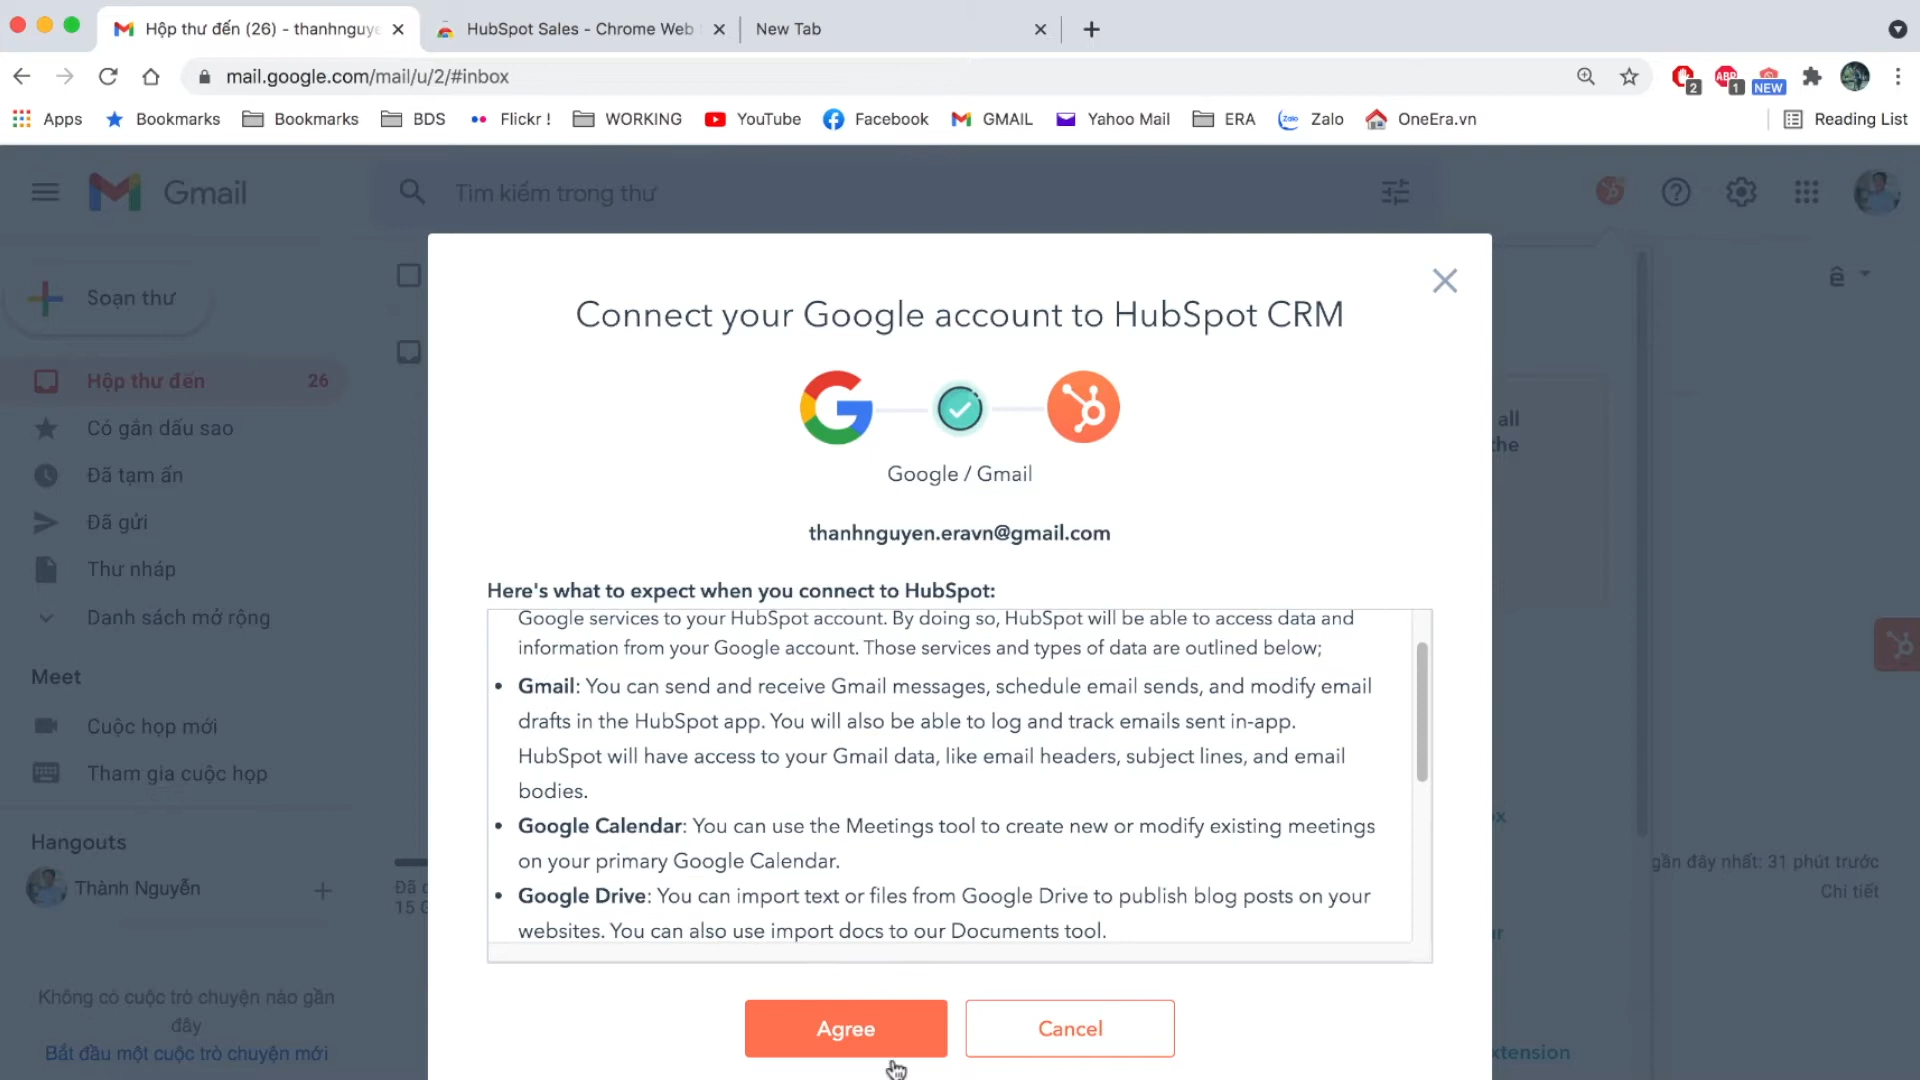 Hộp thư đến (26) - thanhnguye
HubSpot Sales - Chrome Web
New Tab
mail.google.com/mail/u/2/#inbox
2
ABP
1
NEW
Apps
Bookmarks
Bookmarks
BDS
Flickr !
WORKING
YouTube
Facebook
GMAIL
Yahoo Mail
ERA
Zalo
Zalo
OneEra.vn
Reading List
Gmail
Tìm kiếm trong thư
Soạn thư
Hộp thư đến
26
Có gắn dấu sao
Đã tạm ẩn
Đã gửi
Thư nháp
Danh sách mở rộng
Meet
Cuộc họp mới
Tham gia cuộc họp
Hangouts
Thành Nguyễn
Không có cuộc trò chuyện nào gần
đây
Bắt đầu một cuộc trò chuyện mới
Connect your Google account to HubSpot CRM
Google / Gmail
thanhnguyen.eravn@gmail.com
Here's what to expect when you connect to HubSpot:
Google services to your HubSpot account. By doing so, HubSpot will be able to access data and
information from your Google account. Those services and types of data are outlined below;
• Gmail: You can send and receive Gmail messages, schedule email sends, and modify email
drafts in the HubSpot app. You will also be able to log and track emails sent in-app.
HubSpot will have access to your Gmail data, like email headers, subject lines, and email
bodies.
• Google Calendar: You can use the Meetings tool to create new or modify existing meetings
on your primary Google Calendar.
• Google Drive: You can import text or files from Google Drive to publish blog posts on your
websites. You can also use import docs to our Documents tool.
Agree
Cancel
ê
all
the
gần đây nhất: 31 phút trước
Chi tiết
Đã
15
xtension